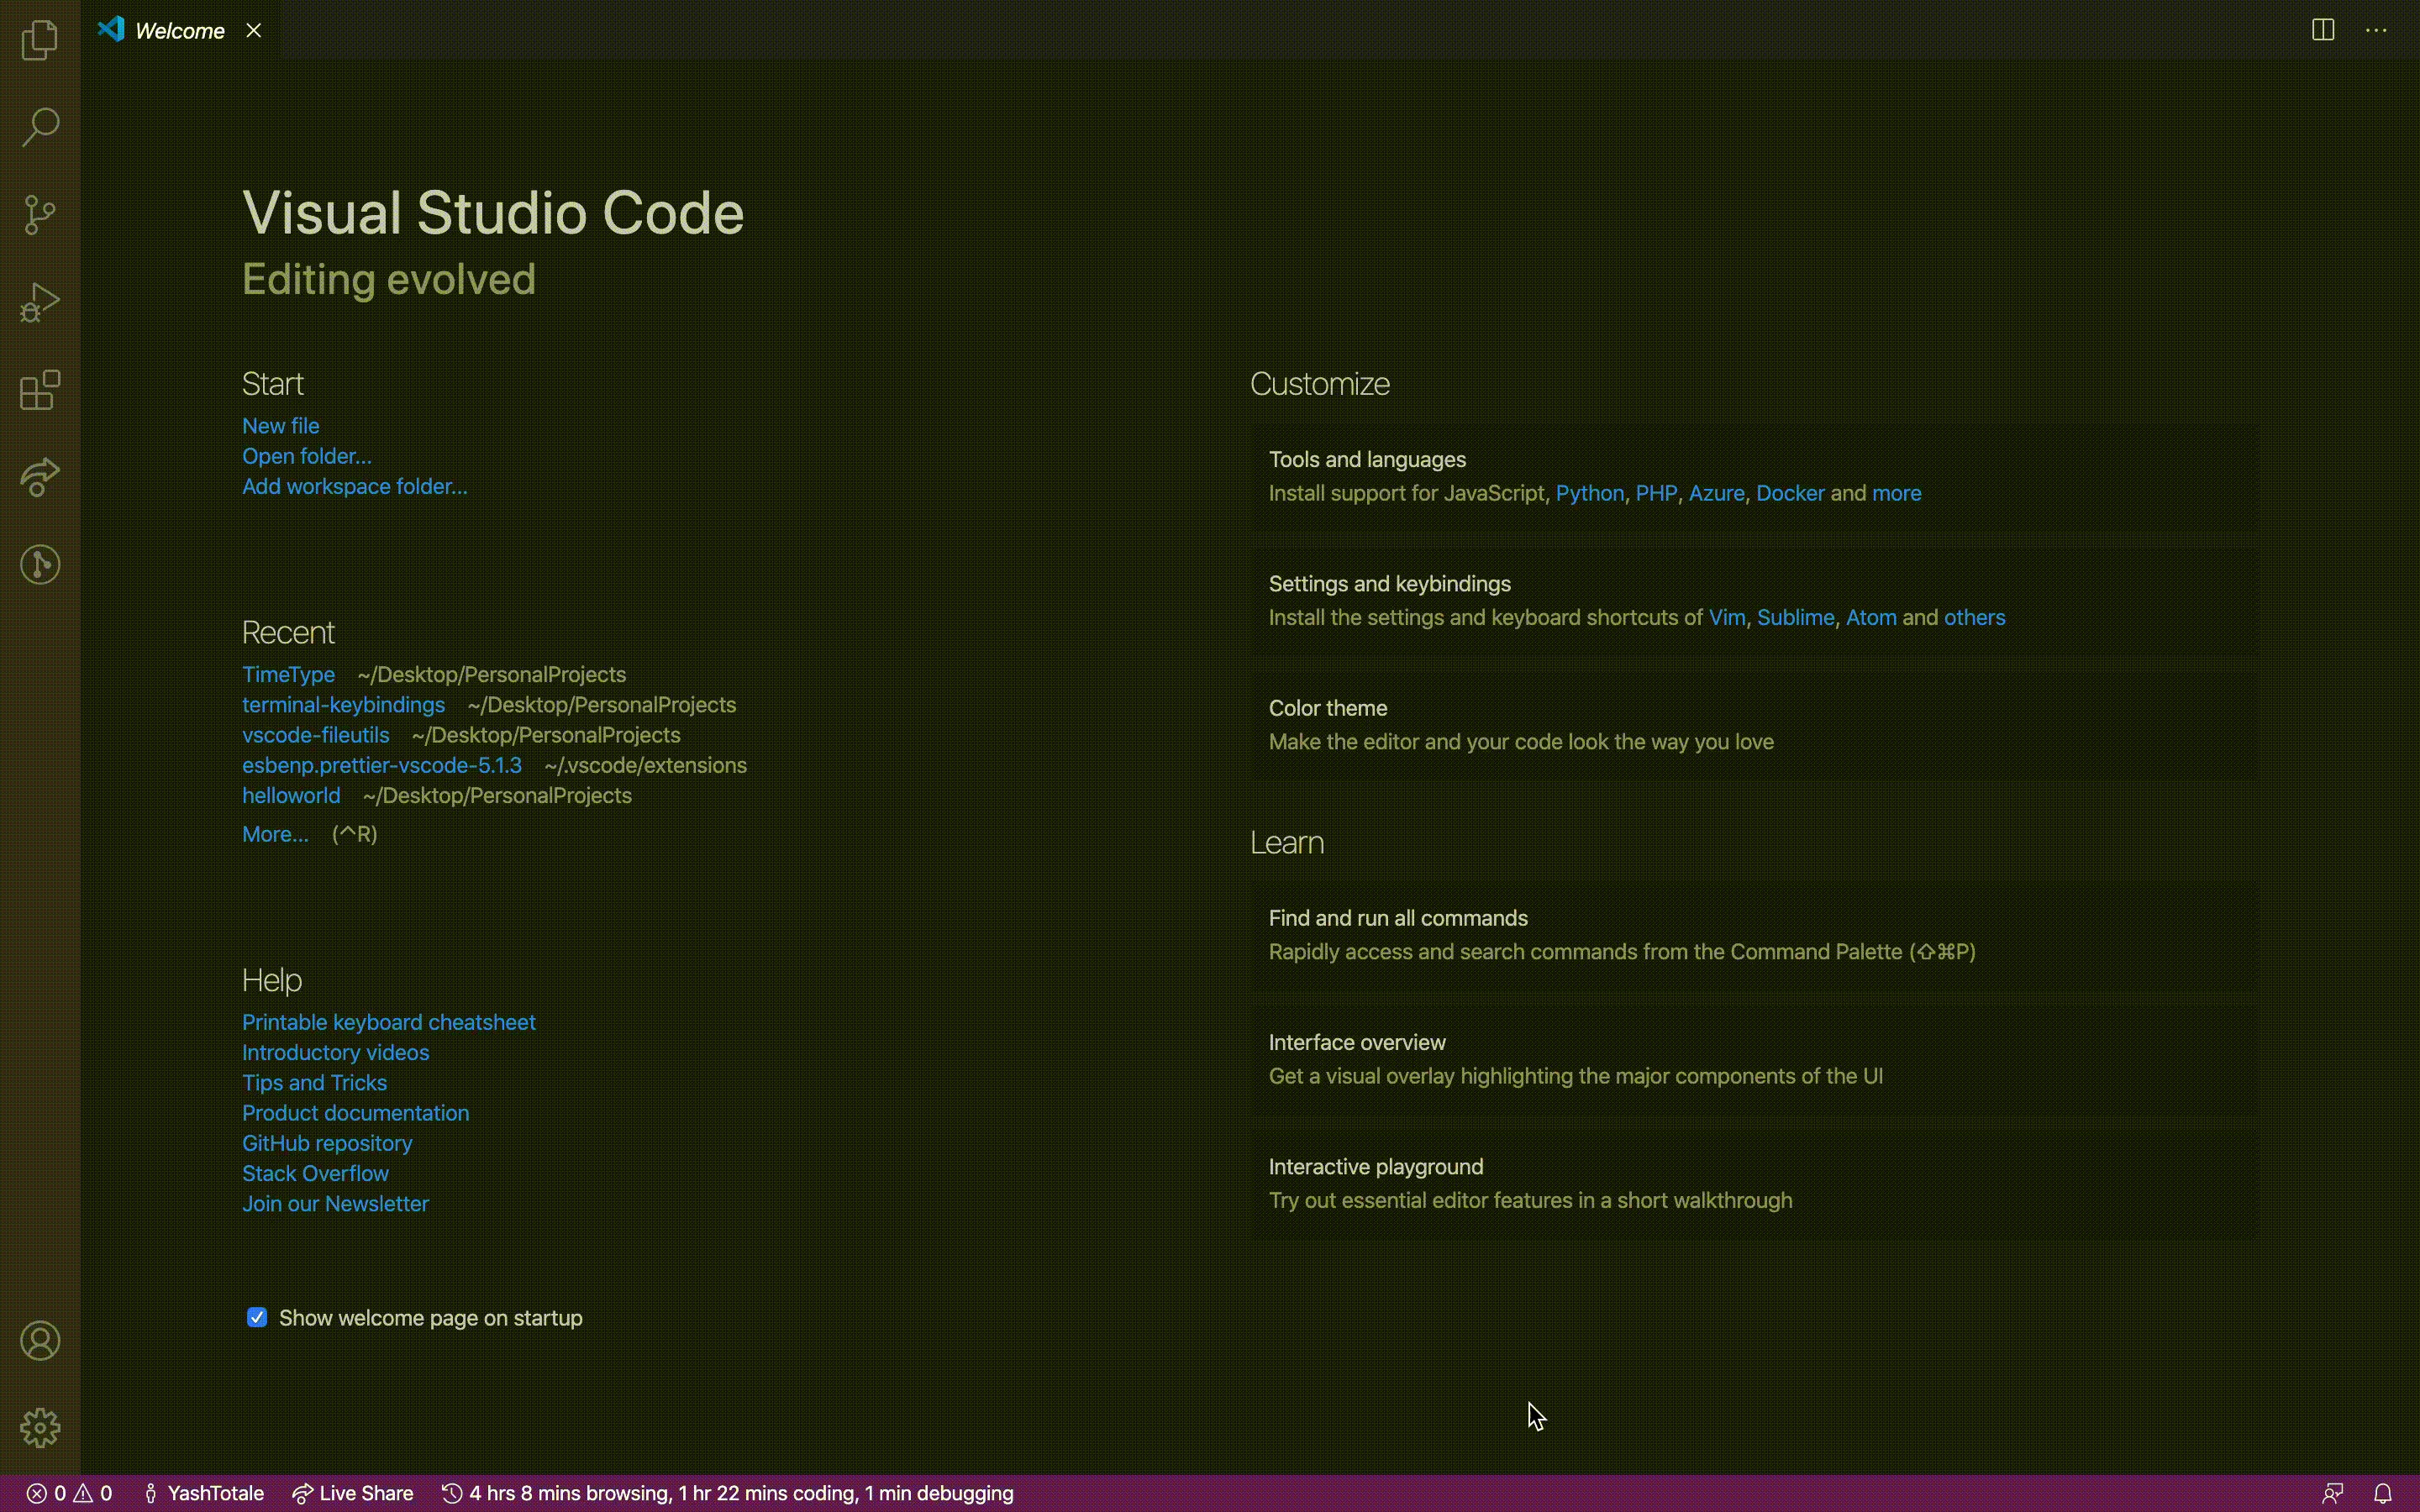 Welcome
Visual Studio Code
Editing evolved
Start
New file
Open folder...
Add workspace folder...
Recent
TimeType ~/Desktop/PersonalProjects
terminal-keybindings ~/Desktop/PersonalProjects
vscode-fileutils ~/Desktop/PersonalProjects
esbenp.prettier-vscode-5.1.3 ~/.vscode/extensions
helloworld ~/Desktop/PersonalProjects
More... (^R)
Help
Printable keyboard cheatsheet
Introductory videos
Tips and Tricks
Product documentation
GitHub repository
Stack Overflow
Join our Newsletter
Show welcome page on startup
Customize
Tools and languages
Install support for JavaScript, Python, PHP, Azure, Docker and more
Settings and keybindings
Install the settings and keyboard shortcuts of Vim, Sublime, Atom and others
Color theme
Make the editor and your code look the way you love
Learn
Find and run all commands
Rapidly access and search commands from the Command Palette (⇧⌘P)
Interface overview
Get a visual overlay highlighting the major components of the UI
Interactive playground
Try out essential editor features in a short walkthrough
0 0 YashTotale Live Share 4 hrs 8 mins browsing, 1 hr 22 mins coding, 1 min debugging